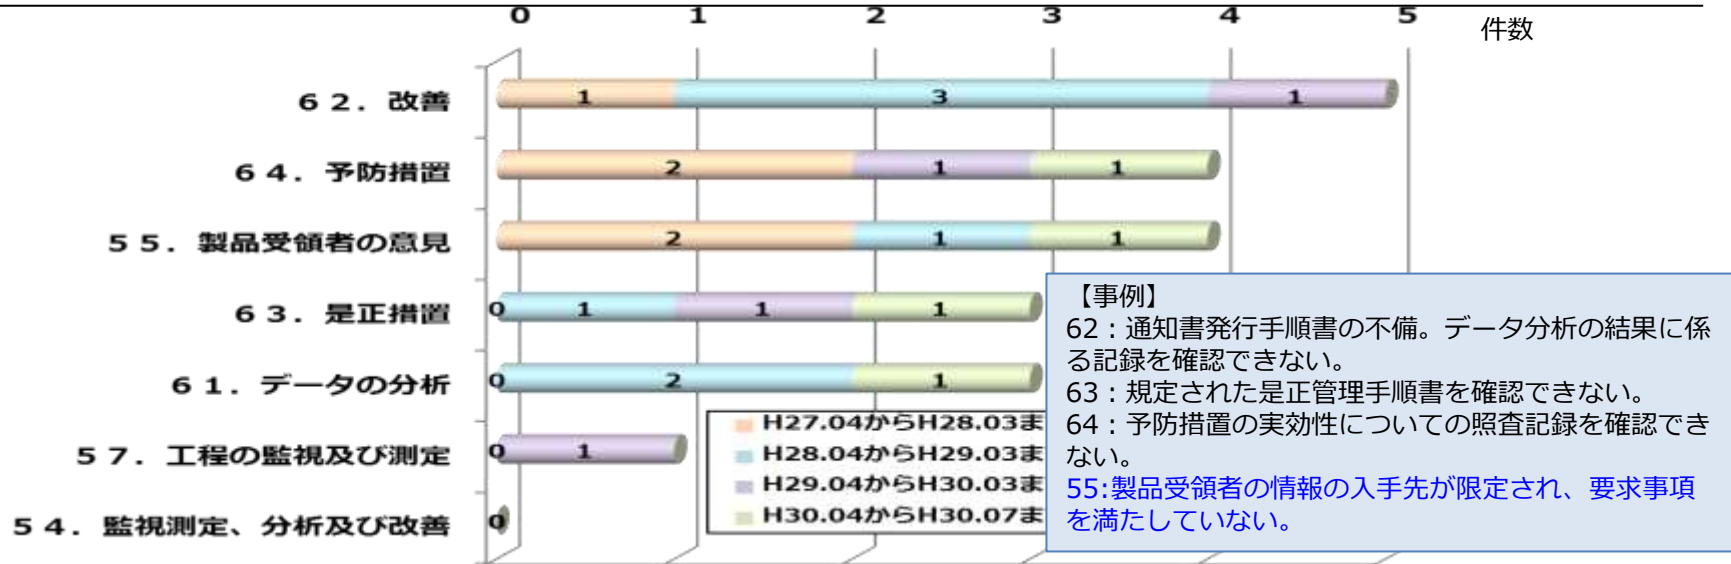 0 1 2 3 4 5
件数
６２．改善 1 3 1
６４．予防措置 2 1 1
５５．製品受領者の意見 2 1 1
６３．是正措置 0 1 1 1
６１．データの分析 0 2 1
５７．工程の監視及び測定 0 1
５４．監視測定、分析及び改善 0
H27.04からH28.03ま
H28.04からH29.03ま
H29.04からH30.03ま
H30.04からH30.07ま
【事例】
62：通知書発行手順書の不備。データ分析の結果に係
る記録を確認できない。
63：規定された是正管理手順書を確認できない。
64：予防措置の実効性についての照査記録を確認でき
ない。
55:製品受領者の情報の入手先が限定され、要求事項
を満たしていない。